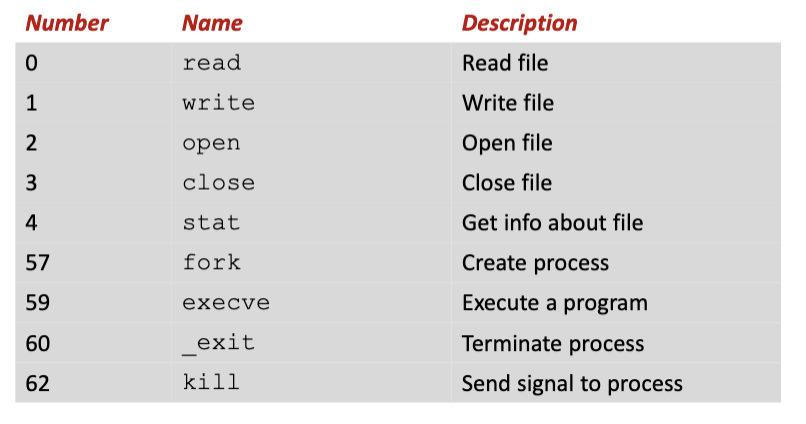 Number Name Description
0 read Read file
1 write Write file
2 open Open file
3 close Close file
4 stat Get info about file
57 fork Create process
59 execve Execute a program
60 _exit Terminate process
62 kill Send signal to process